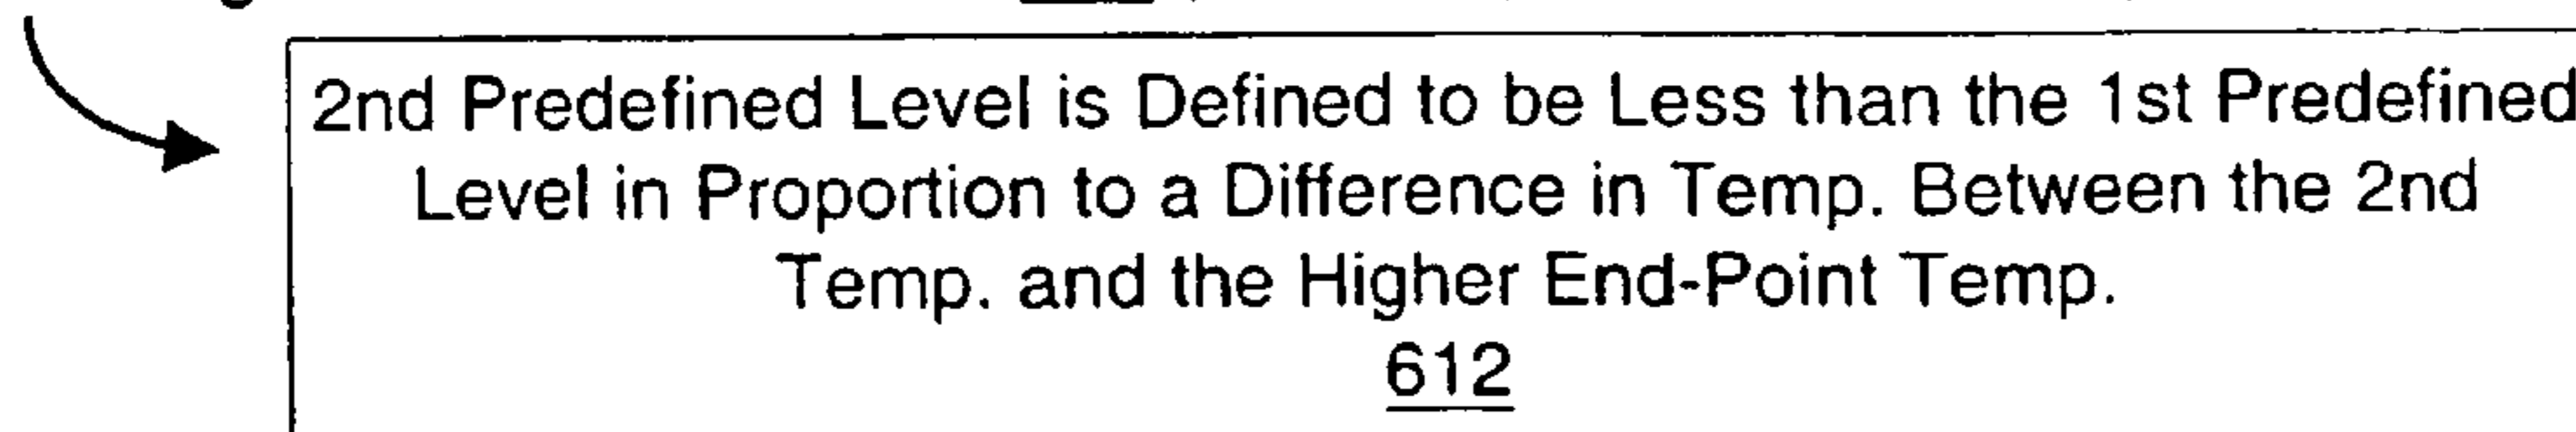 2nd Predefined Level is Defined to be Less than the 1st Predefined
Level in Proportion to a Difference in Temp. Between the 2nd
Temp. and the Higher End-Point Temp.
612